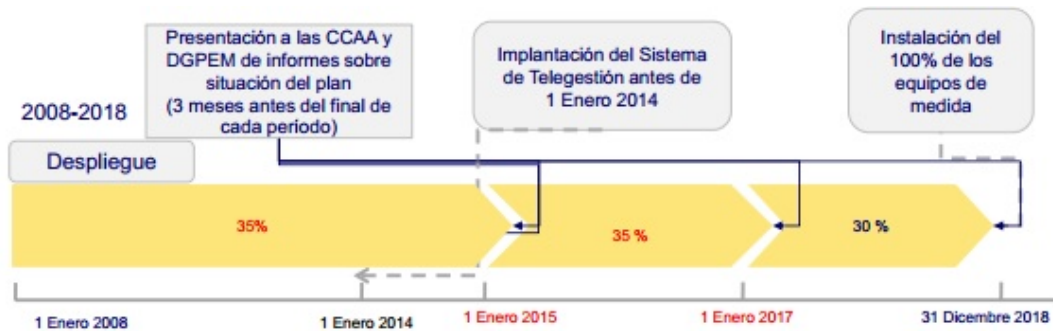 Presentación a las CCAA y
DGPEM de informes sobre
situación del plan
(3 meses antes del final de
cada período)
Implantación del Sistema
de Telegestión antes de
1 Enero 2014
Instalación del
100% de los
equipos de
medida
2008-2018
Despliegue
35%
35 %
30 %
1 Enero 2008
1 Enero 2014
1 Enero 2015
1 Enero 2017
31 Dicembre 2018